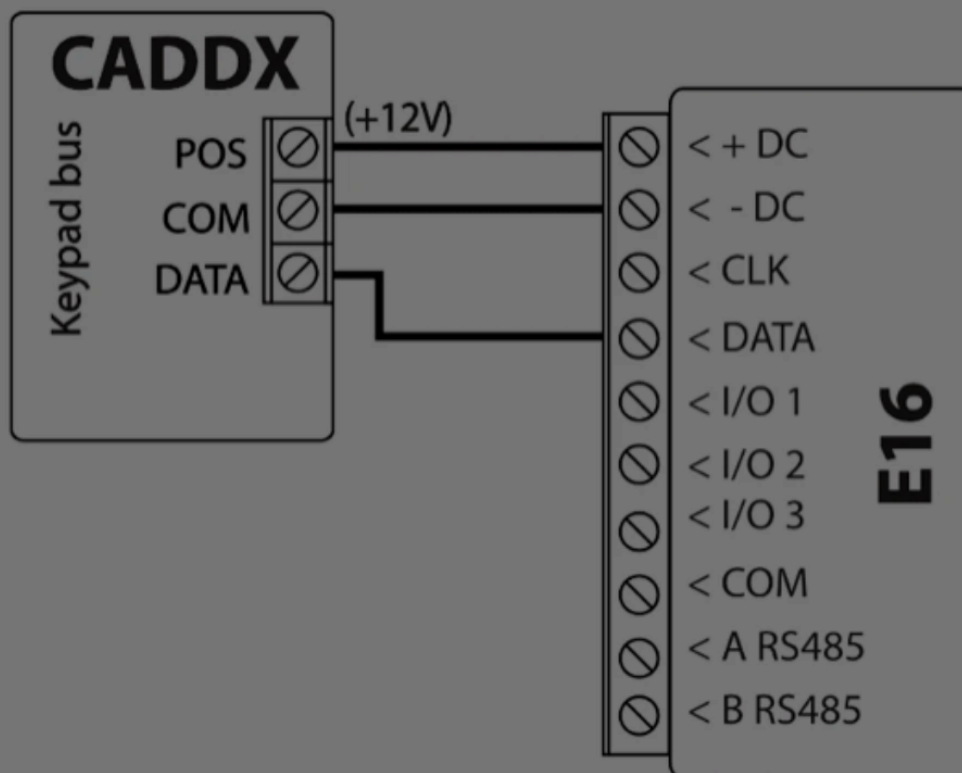 CADDX
Keypad bus
POS
COM
DATA
(+12V)
< + DC
< - DC
< CLK
< DATA
< I/O 1
< I/O 2
< I/O 3
< COM
< A RS485
< B RS485
E16